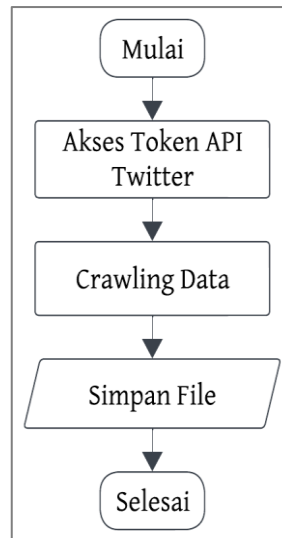 Mulai
Akses Token API
Twitter
Crawling Data
Simpan File
Selesai